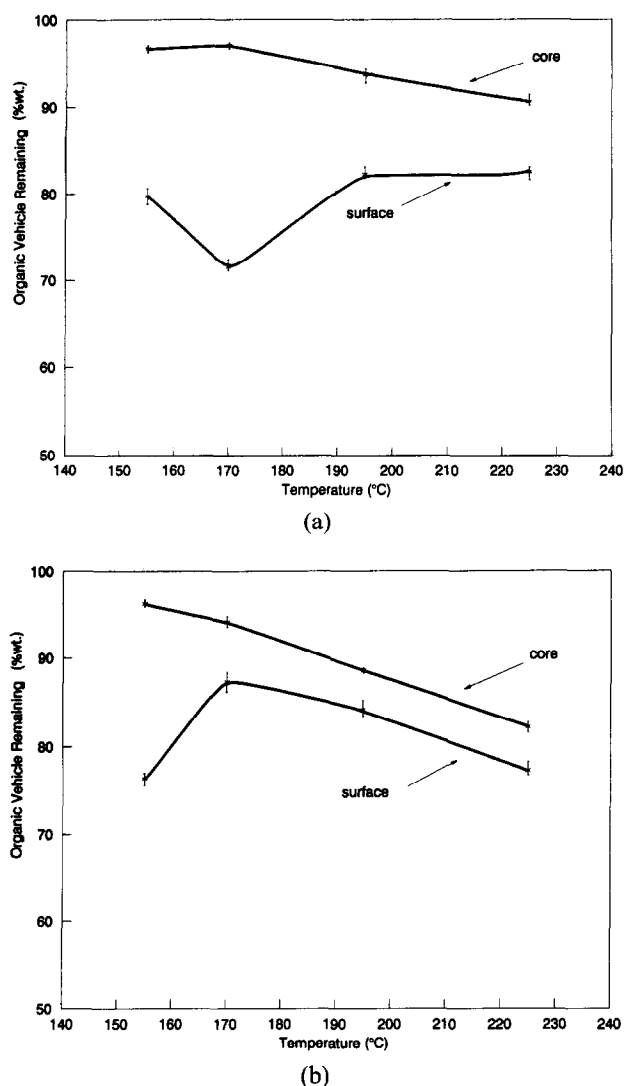 100
90
80
70
60
50
Organic Vehicle Remaining (%wt.)
core
surface
140 150 160 170 180 190 200 210 220 230 240
Temperature (°C)
(a)
100
90
80
70
60
50
Organic Vehicle Remaining (%wt.)
core
surface
140 150 160 170 180 190 200 210 220 230 240
Temperature (°C)
(b)